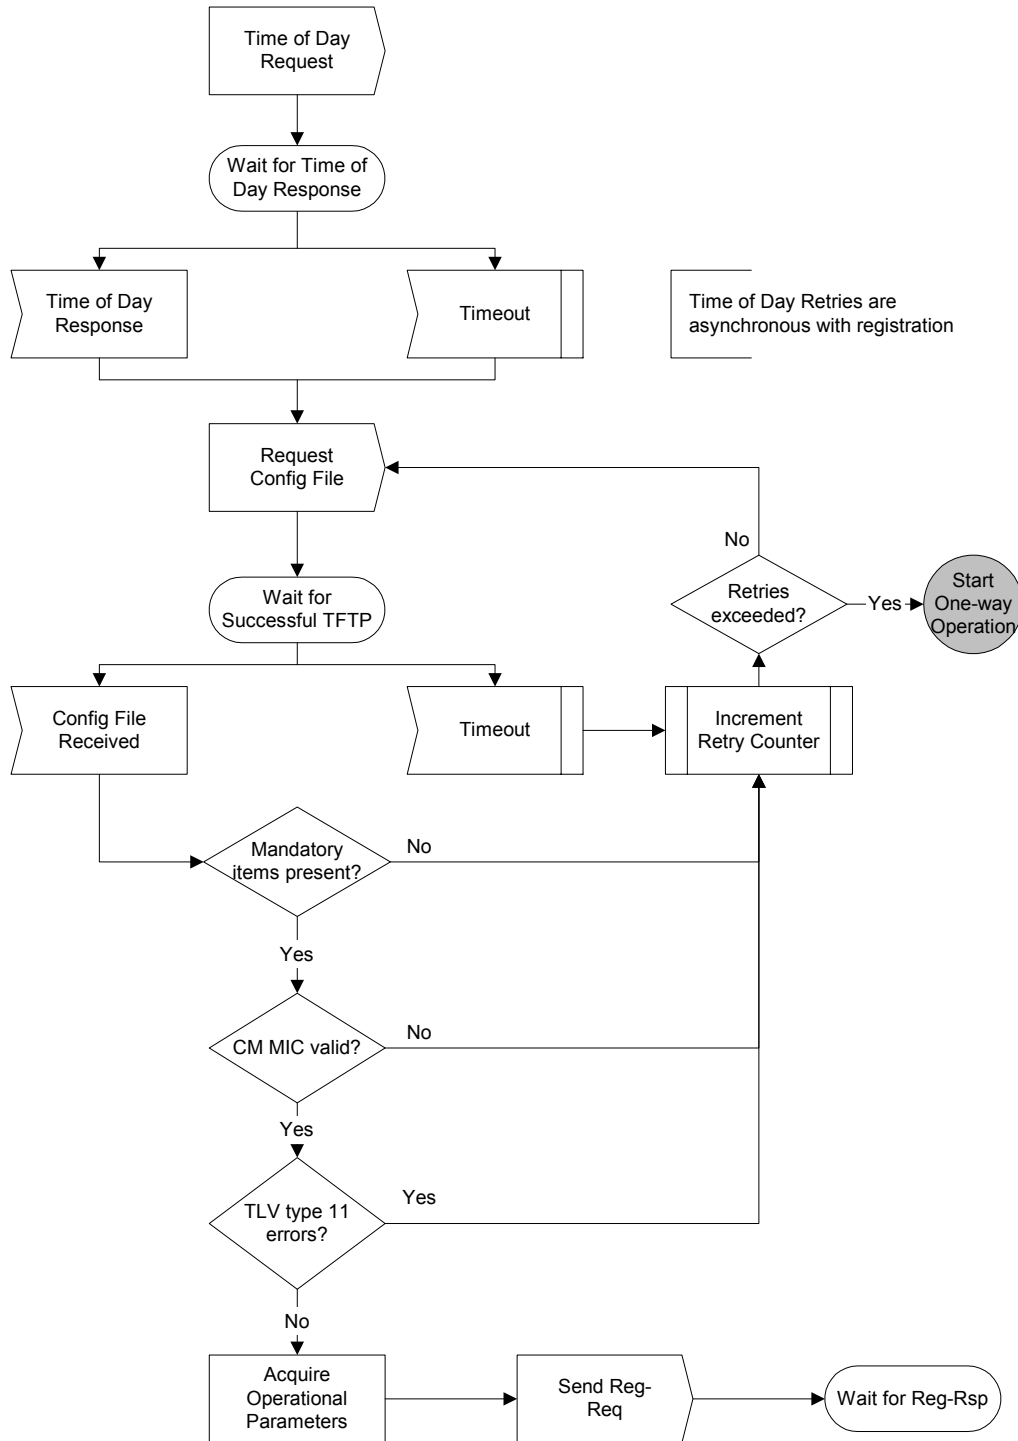 Time of Day
Request
Wait for Time of
Day Response
Time of Day
Response
Timeout
Time of Day Retries are
asynchronous with registration
Request
Config File
No
Retries
exceeded?
Yes
Start
One-way
Operation
Wait for
Successful TFTP
Config File
Received
Timeout
Increment
Retry Counter
Mandatory
items present?
No
Yes
CM MIC valid?
No
Yes
TLV type 11
errors?
Yes
No
Acquire
Operational
Parameters
Send Reg-
Req
Wait for Reg-Rsp